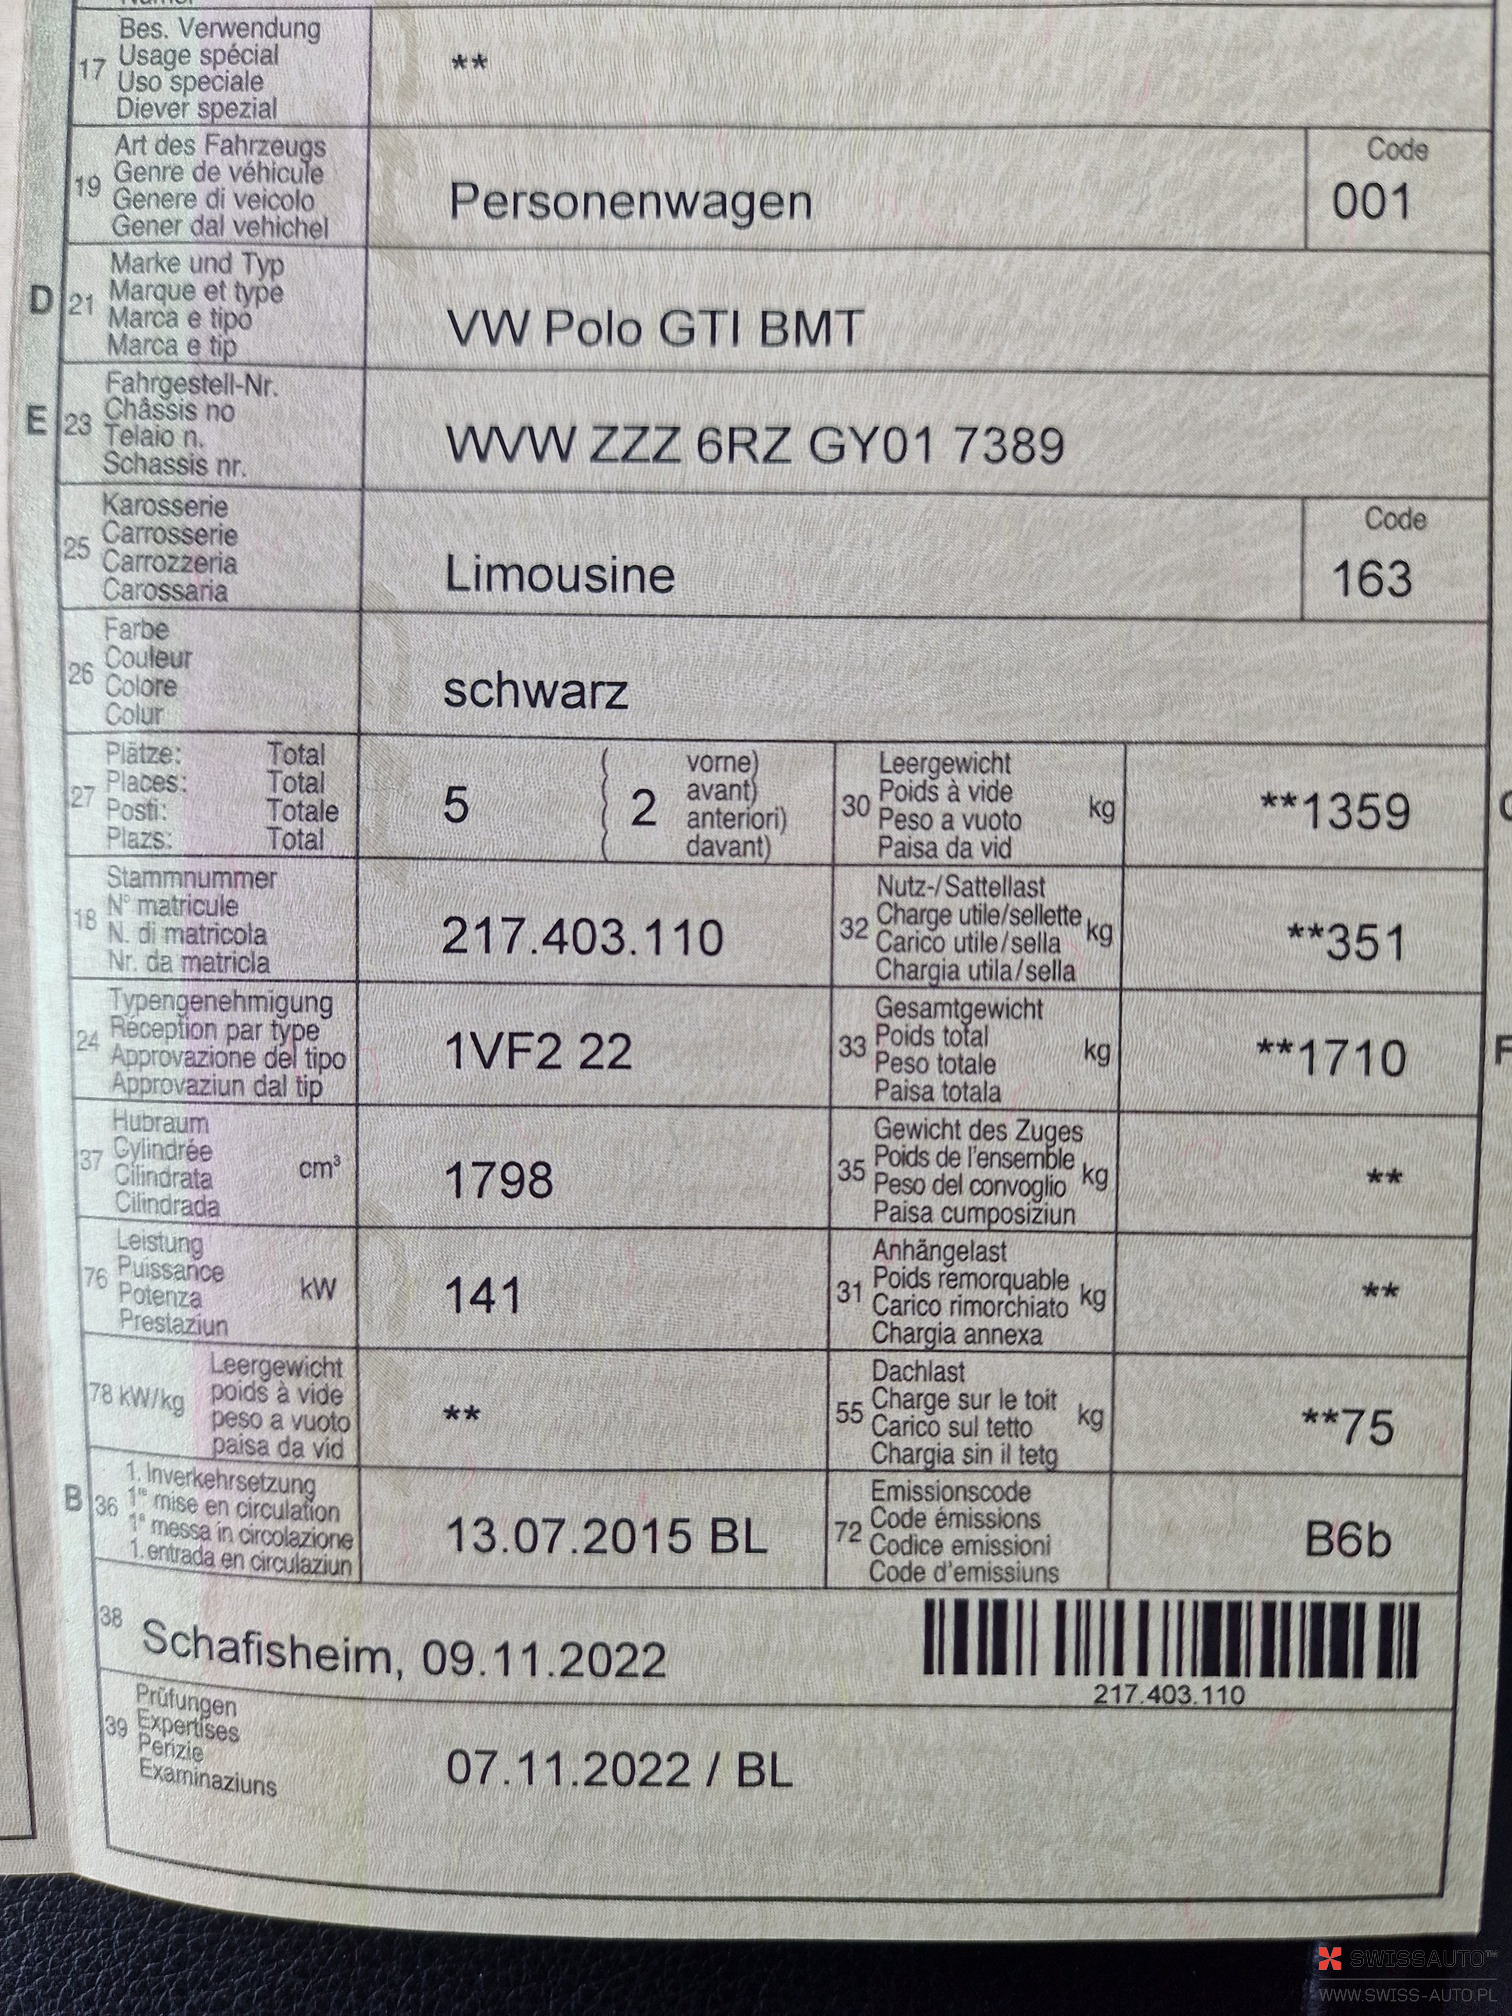 17 Bes. Verwendung
Usage spécial
Uso speciale
Diever spezial
**
19 Art des Fahrzeugs
Genre de véhicule
Genere di veicolo
Gener dal vehichel
Personenwagen
Code
001
D 21 Marke und Typ
Marque et type
Marca e tipo
Marca e tip
VW Polo GTI BMT
E 23 Fahrgestell-Nr.
Châssis no
Telaio n.
Schassis nr.
WVW ZZZ 6RZ GY01 7389
25 Karosserie
Carrosserie
Carrozzeria
Carossaria
Limousine
Code
163
26 Farbe
Couleur
Colore
Colur
schwarz
27 Plätze: Total
Places: Total
Posti: Totale
Plazs: Total
5
( 2 vorne)
avant)
anteriori)
davant)
30 Leergewicht
Poids à vide
Peso a vuoto
Paisa da vid
kg
**1359
18 Stammnummer
N° matricule
N. di matricola
Nr. da matricla
217.403.110
32 Nutz-/Sattellast
Charge utile/sellette
Carico utile/sella
Chargia utila/sella
kg
**351
24 Typengenehmigung
Réception par type
Approvazione del tipo
Approvaziun dal tip
1VF2 22
33 Gesamtgewicht
Poids total
Peso totale
Paisa totala
kg
**1710
F
37 Hubraum
Cylindrée
Cilindrata
Cilindrada
cm³
1798
35 Gewicht des Zuges
Poids de l'ensemble
Peso del convoglio
Paisa cumposiziun
kg
**
76 Leistung
Puissance
Potenza
Prestaziun
kW
141
31 Anhängelast
Poids remorquable
Carico rimorchiato
Chargia annexa
kg
**
78 kW/kg Leergewicht
poids à vide
peso a vuoto
paisa da vid
**
55 Dachlast
Charge sur le toit
Carico sul tetto
Chargia sin il tetg
kg
**75
B 36 1. Inverkehrsetzung
1re mise en circulation
1a messa in circolazione
1. entrada en circulaziun
13.07.2015 BL
72 Emissionscode
Code émissions
Codice emissioni
Code d'emissiuns
B6b
38 Schafisheim, 09.11.2022
217.403.110
39 Prüfungen
Expertises
Perizie
Examinaziuns
07.11.2022 / BL
SWISSAUTO™
WWW.SWISS-AUTO.PL